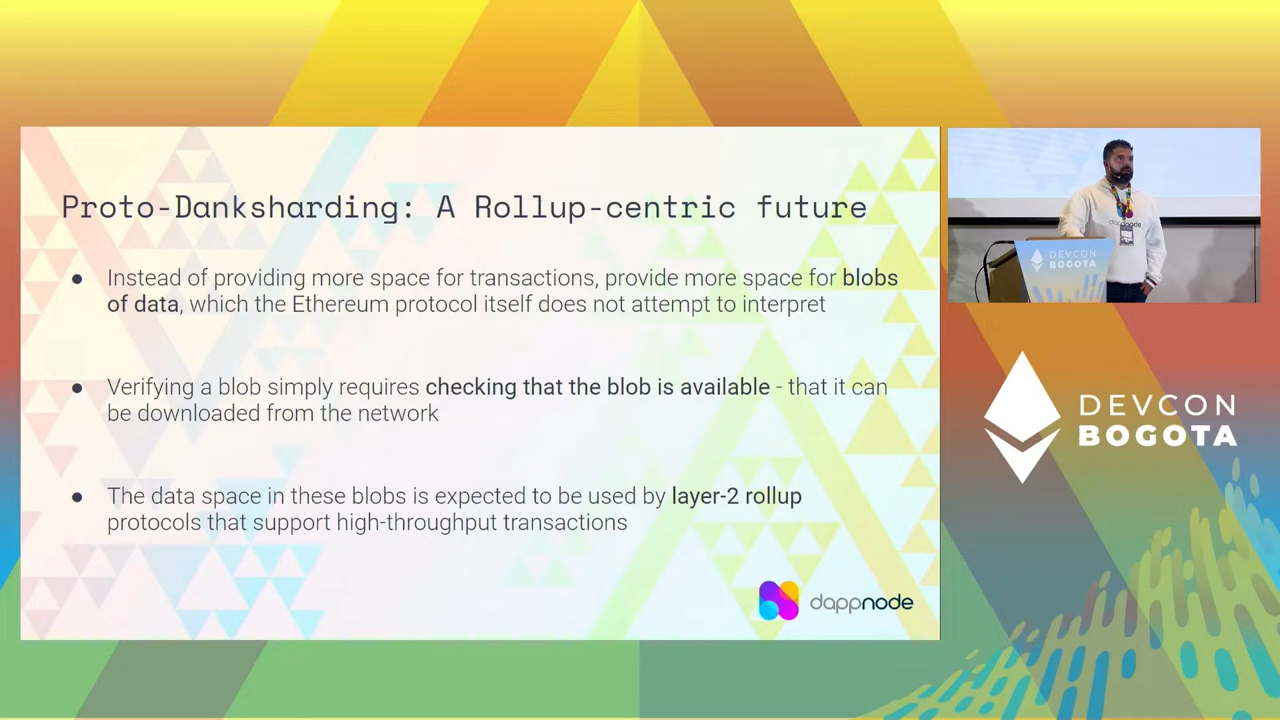 Proto-Danksharding: A Rollup-centric future
● Instead of providing more space for transactions, provide more space for blobs
of data, which the Ethereum protocol itself does not attempt to interpret
● Verifying a blob simply requires checking that the blob is available - that it can
be downloaded from the network
● The data space in these blobs is expected to be used by layer-2 rollup
protocols that support high-throughput transactions
dappnode
dappnode
DEVCON
BOGOTA
DEVCON
BOGOTA